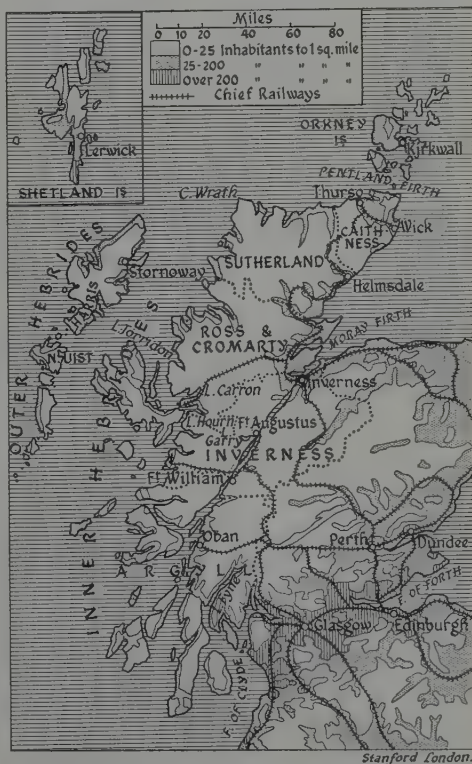 Miles
0 20 40 60 80
0-25 Inhabitants to 1 sq. mile
25-200 " " " "
Over 200 " " " "
Chief Railways
Lerwick
SHETLAND IS
ORKNEY
IS
Kirkwall
PENTLAND FIRTH
C. Wrath
Thurso
Wick
CAITH
NESS
SUTHERLAND
Helmsdale
OUTER HEBRIDES
Stornoway
HARRIS
N. UIST
L. Torridon
ROSS &
CROMARTY
MORAY FIRTH
L. Carron
Inverness
L. Hourn
Ft Augustus
Garry
INVERNESS
INNER HEBRIDES
Ft. William
Oban
Perth
Dundee
ARGYLL
L. Fyne
F. OF FORTH
Glasgow
Edinburgh
F. OF CLYDE
Stanford London.